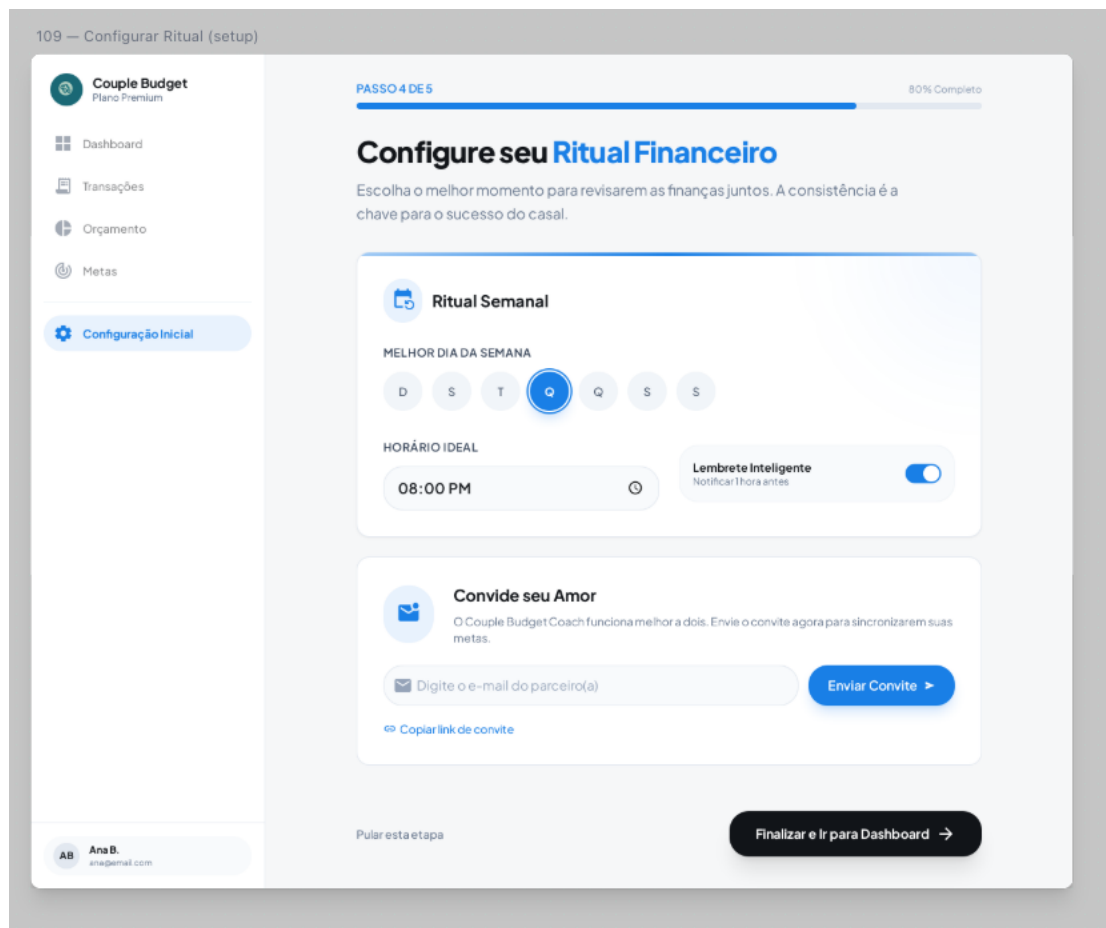 109 — Configurar Ritual (setup)
Couple Budget
Plano Premium
Dashboard
Transações
Orçamento
Metas
Configuração Inicial
AB
Ana B.
ana@email.com
PASSO 4 DE 5
80% Completo
Configure seu Ritual Financeiro
Escolha o melhor momento para revisarem as finanças juntos. A consistência é a
chave para o sucesso do casal.
Ritual Semanal
MELHOR DIA DA SEMANA
D S T Q Q S S
HORÁRIO IDEAL
08:00 PM
Lembrete Inteligente
Notificar 1 hora antes
Convide seu Amor
O Couple Budget Coach funciona melhor a dois. Envie o convite agora para sincronizarem suas
metas.
Digite o e-mail do parceiro(a)
Enviar Convite
Copiar link de convite
Pular esta etapa
Finalizar e Ir para Dashboard